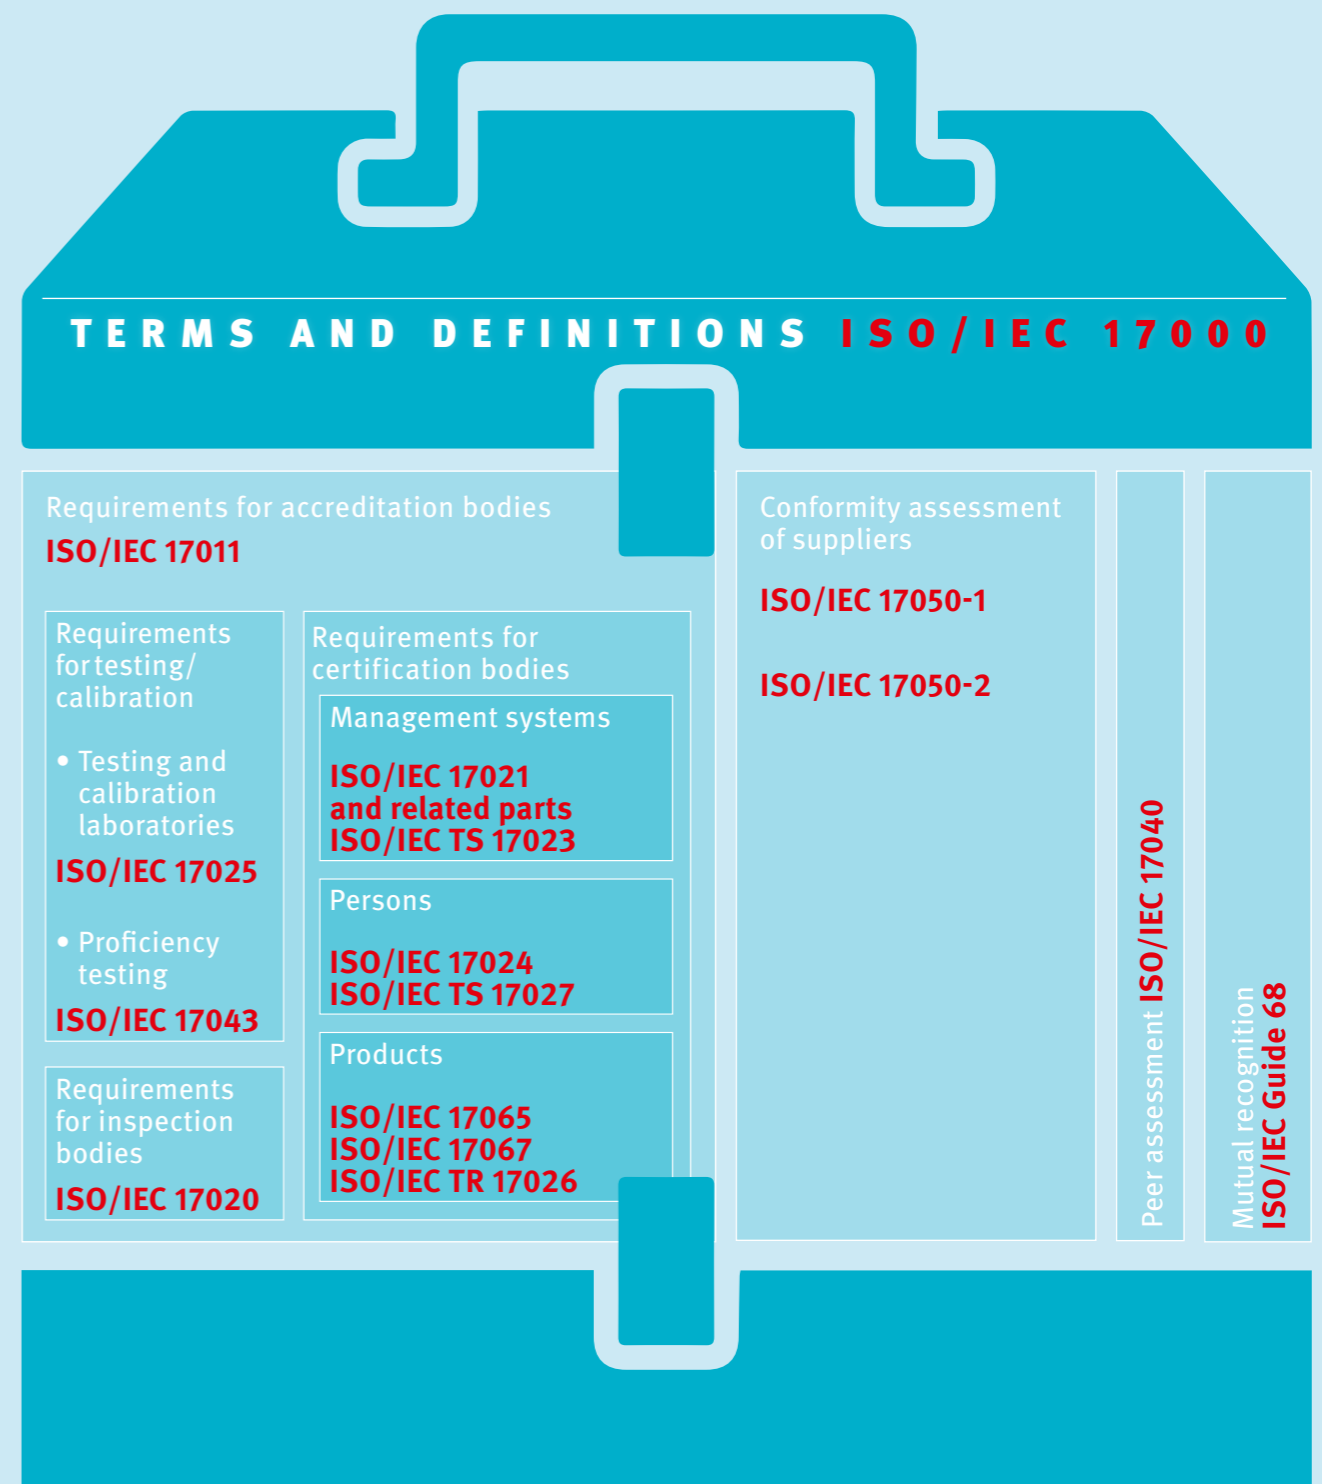 TERMS AND DEFINITIONS ISO/IEC 17000
Requirements for accreditation bodies
ISO/IEC 17011
Requirements
for testing/
calibration
• Testing and
calibration
laboratories
ISO/IEC 17025
• Proficiency
testing
ISO/IEC 17043
Requirements
for inspection
bodies
ISO/IEC 17020
Requirements for
certification bodies
Management systems
ISO/IEC 17021
and related parts
ISO/IEC TS 17023
Persons
ISO/IEC 17024
ISO/IEC TS 17027
Products
ISO/IEC 17065
ISO/IEC 17067
ISO/IEC TR 17026
Conformity assessment
of suppliers
ISO/IEC 17050-1
ISO/IEC 17050-2
Peer assessment ISO/IEC 17040
Mutual recognition
ISO/IEC Guide 68